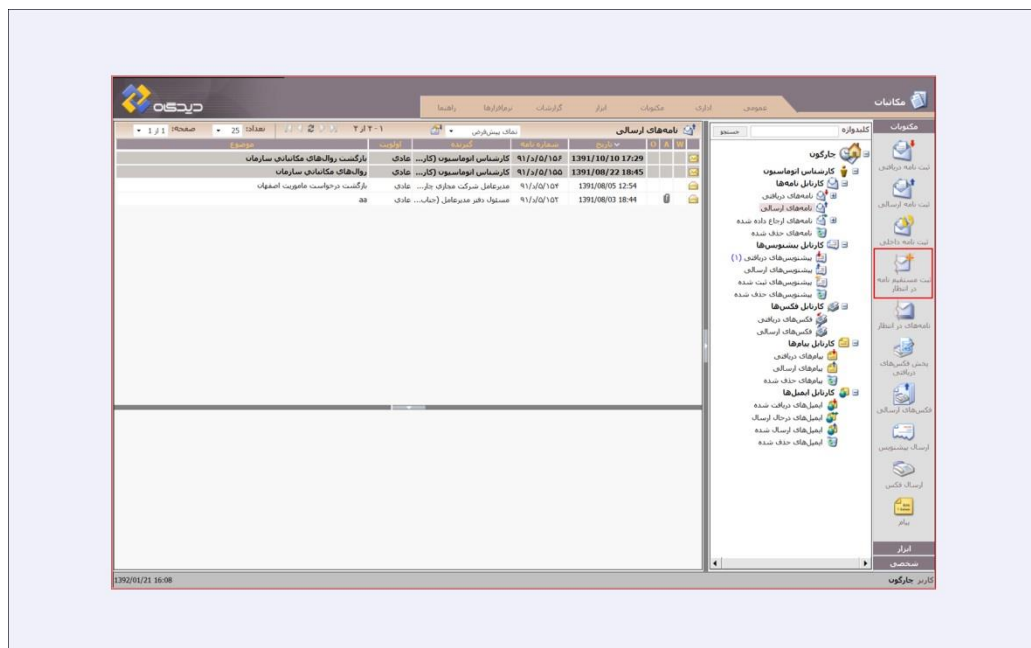 مکاتبات
عمومی اداری مکتوبات ابزار گزارشات نرم‌افزارها راهنما
دیدگاه
مکتوبات
ثبت نامه دریافتی
ثبت نامه ارسالی
ثبت نامه داخلی
ثبت مستقیم نامه
در انتظار
نامه‌های در انتظار
پخش فکس‌های
دریافتی
فکس‌های ارسالی
ارسال پیشنویس
ارسال فکس
پیام
ابزار
شخصی
کلیدواژه جستجو
جارگون
کارشناس اتوماسیون
کارتابل نامه‌ها
نامه‌های دریافتی
نامه‌های ارسالی
نامه‌های ارجاع داده شده
نامه‌های حذف شده
کارتابل پیشنویس‌ها
پیشنویس‌های دریافتی (۱)
پیشنویس‌های ارسالی
پیشنویس‌های ثبت شده
پیشنویس‌های حذف شده
کارتابل فکس‌ها
فکس‌های دریافتی
فکس‌های ارسالی
کارتابل پیام‌ها
پیام‌های دریافتی
پیام‌های ارسالی
پیام‌های حذف شده
کارتابل ایمیل‌ها
ایمیل‌های دریافت شده
ایمیل‌های درحال ارسال
ایمیل‌های ارسال شده
ایمیل‌های حذف شده
نامه‌های ارسالی نمای پیش‌فرض ۱ - ۴ از ۴ تعداد: 25 صفحه: 1 از 1
W A O تاریخ شماره نامه گیرنده اولویت موضوع
1391/10/10 17:29 ۹۱/د/۵/۱۵۶ کارشناس اتوماسیون (کار... عادی بازگشت روال‌های مکاتباتی سازمان
1391/08/22 18:45 ۹۱/د/۵/۱۵۵ کارشناس اتوماسیون (کار... عادی روال‌های مکاتباتی سازمان
1391/08/05 12:54 ۹۱/د/۵/۱۵۴ مدیرعامل شرکت مجازی چار... عادی بازگشت درخواست ماموریت اصفهان
1391/08/03 18:44 ۹۱/د/۵/۱۵۲ مسئول دفتر مدیرعامل (جناب... عادی aa
کاربر جارگون
1392/01/21 16:08